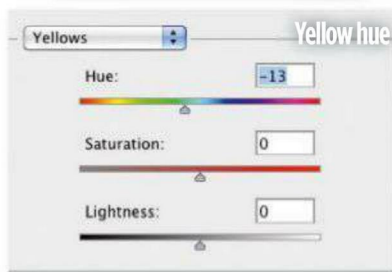 Yellows
Yellow hue
Hue: -13
Saturation: 0
Lightness: 0